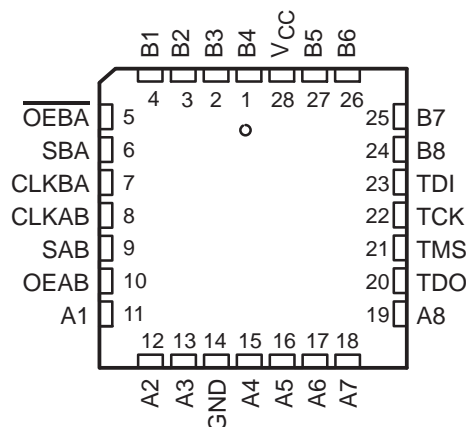 B1 B2 B3 B4 VCC B5 B6
4 3 2 1 28 27 26
OEBA 5 25 B7
SBA 6 24 B8
CLKBA 7 23 TDI
CLKAB 8 22 TCK
SAB 9 21 TMS
OEAB 10 20 TDO
A1 11 19 A8
12 13 14 15 16 17 18
A2 A3 GND A4 A5 A6 A7